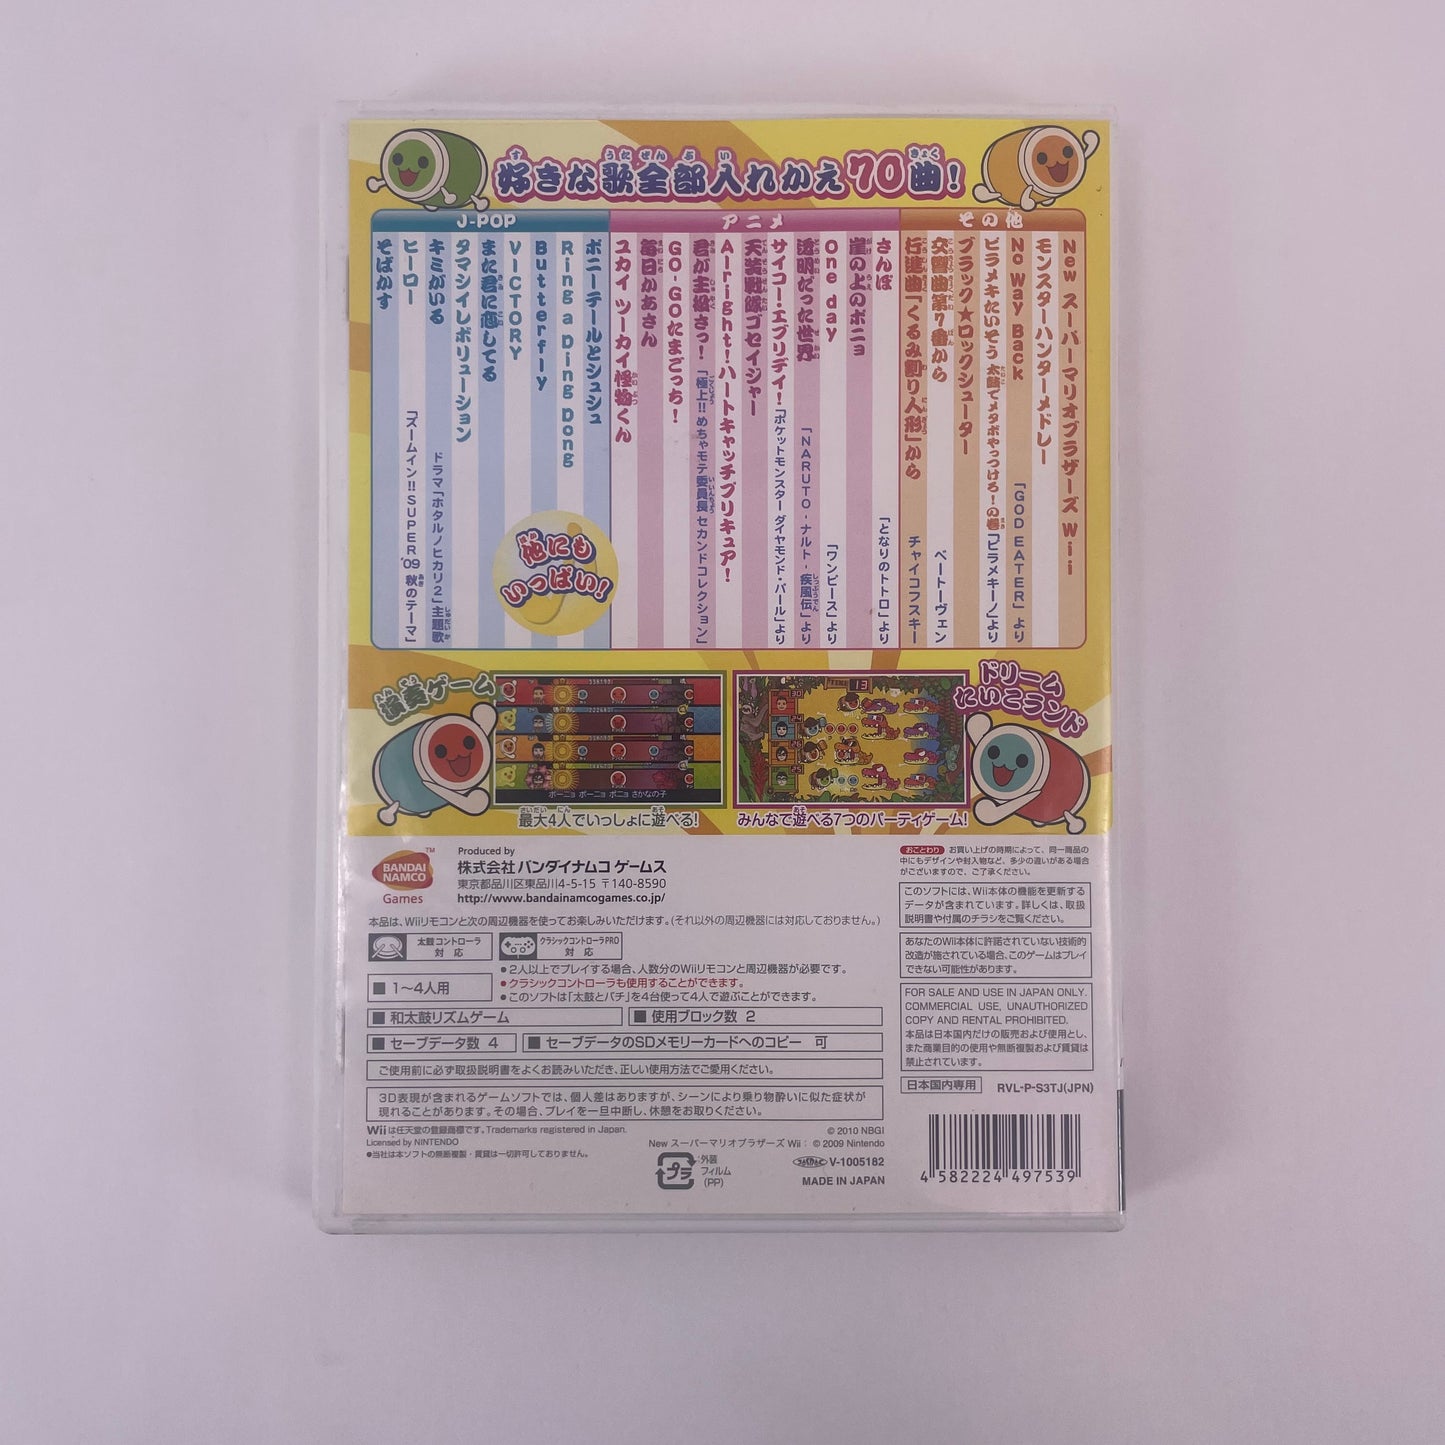 好きな歌全部入れかえ70曲!
J-POP
アニメ
その他
New スーパーマリオブラザーズ Wii
モンスターハンターメドレー
No Way Back 「GOD EATER」より
ピラメキたいそう 太鼓でメタボやっつけろ!の巻 「ピラメキーノ」より
ブラック★ロックシューター
交響曲第7番から ベートーヴェン
行進曲「くるみ割り人形」から チャイコフスキー
さんぽ 「となりのトトロ」より
崖の上のポニョ
One day 「ワンピース」より
透明だった世界 「NARUTO-ナルト-疾風伝」より
サイコー・エブリデイ! 「ポケットモンスター ダイヤモンド・パール」より
天装戦隊ゴセイジャー
Alright!ハートキャッチプリキュア!
君が主役さっ! 「極上!!めちゃモテ委員長 セカンドコレクション」
GO-GOたまごっち!
毎日かあさん
ユカイ ツーカイ 怪物くん
ポニーテールとシュシュ
Ring a Ding Dong
Butterfly
VICTORY
また君に恋してる
タマシイレボリューション
キミがいる ドラマ「ホタルノヒカリ2」主題歌
ヒーロー 「ズームイン!!SUPER」'09 秋のテーマ
そばかす
他にも
いっぱい!
演奏ゲーム
ポーニョ ポーニョ ポニョ さかなの子
最大4人でいっしょに遊べる!
ドリーム
たいこランド
TIME 13
みんなで遊べる7つのパーティゲーム!
BANDAI
NAMCO
Games
TM
Produced by
株式会社 バンダイナムコ ゲームス
東京都品川区東品川4-5-15 〒140-8590
http://www.bandainamcogames.co.jp/
本品は、Wiiリモコンと次の周辺機器を使ってお楽しみいただけます。(それ以外の周辺機器には対応しておりません。)
太鼓コントローラ
対 応
クラシックコントローラPRO
対 応
●2人以上でプレイする場合、人数分のWiiリモコンと周辺機器が必要です。
●クラシックコントローラも使用することができます。
●このソフトは「太鼓とバチ」を4台使って4人で遊ぶことができます。
■ 1〜4人用
■ 和太鼓リズムゲーム
■ 使用ブロック数 2
■ セーブデータ数 4
■ セーブデータのSDメモリーカードへのコピー 可
ご使用前に必ず取扱説明書をよくお読みいただき、正しい使用方法でご愛用ください。
3D表現が含まれるゲームソフトでは、個人差はありますが、シーンにより乗り物酔いに似た症状が
現れることがあります。その場合、プレイを一旦中断し、休憩をお取りください。
Wiiは任天堂の登録商標です。Trademarks registered in Japan.
Licensed by NINTENDO
●当社は本ソフトの無断複製・賃貸は一切許可しておりません。
© 2010 NBGI
New スーパーマリオブラザーズ Wii : © 2009 Nintendo
プラ
外装
フィルム
(PP)
V-1005182
MADE IN JAPAN
おことわり お買い上げの時期によって、同一商品の
中にもデザインや封入物など、多少の違いがある場合
がございますので、ご了承ください。
このソフトには、Wii本体の機能を更新する
データが含まれています。詳しくは、取扱
説明書や付属のチラシをご覧ください。
あなたのWii本体に許諾されていない技術的
改造が施されている場合、このゲームはプレイ
できない可能性があります。
FOR SALE AND USE IN JAPAN ONLY.
COMMERCIAL USE, UNAUTHORIZED
COPY AND RENTAL PROHIBITED.
本品は日本国内だけの販売および使用とし、
また商業目的の使用や無断複製および賃貸は
禁止されています。
日本国内専用
RVL-P-S3TJ(JPN)
4 582224 497539